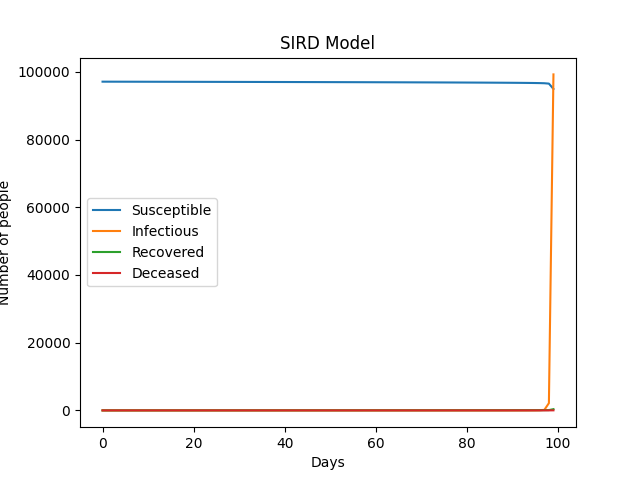 SIRD Model
100000
80000
60000
40000
20000
0
Number of people
Susceptible
Infectious
Recovered
Deceased
0 20 40 60 80 100
Days